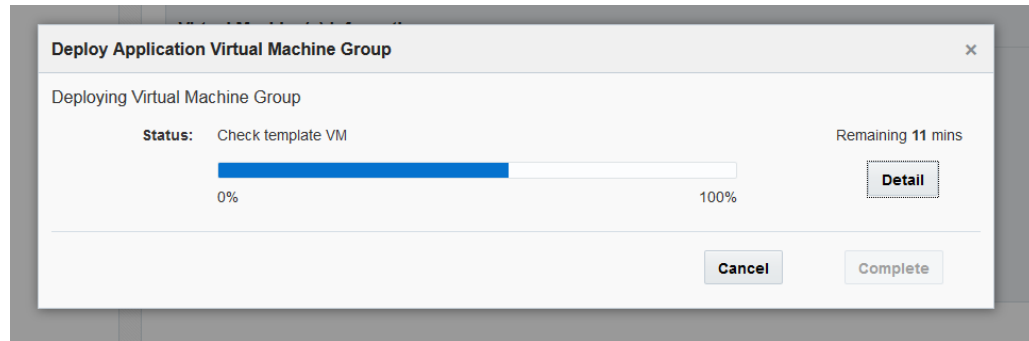 Deploy Application Virtual Machine Group
×
Deploying Virtual Machine Group
Status: Check template VM Remaining 11 mins
Detail
0% 100%
Cancel Complete